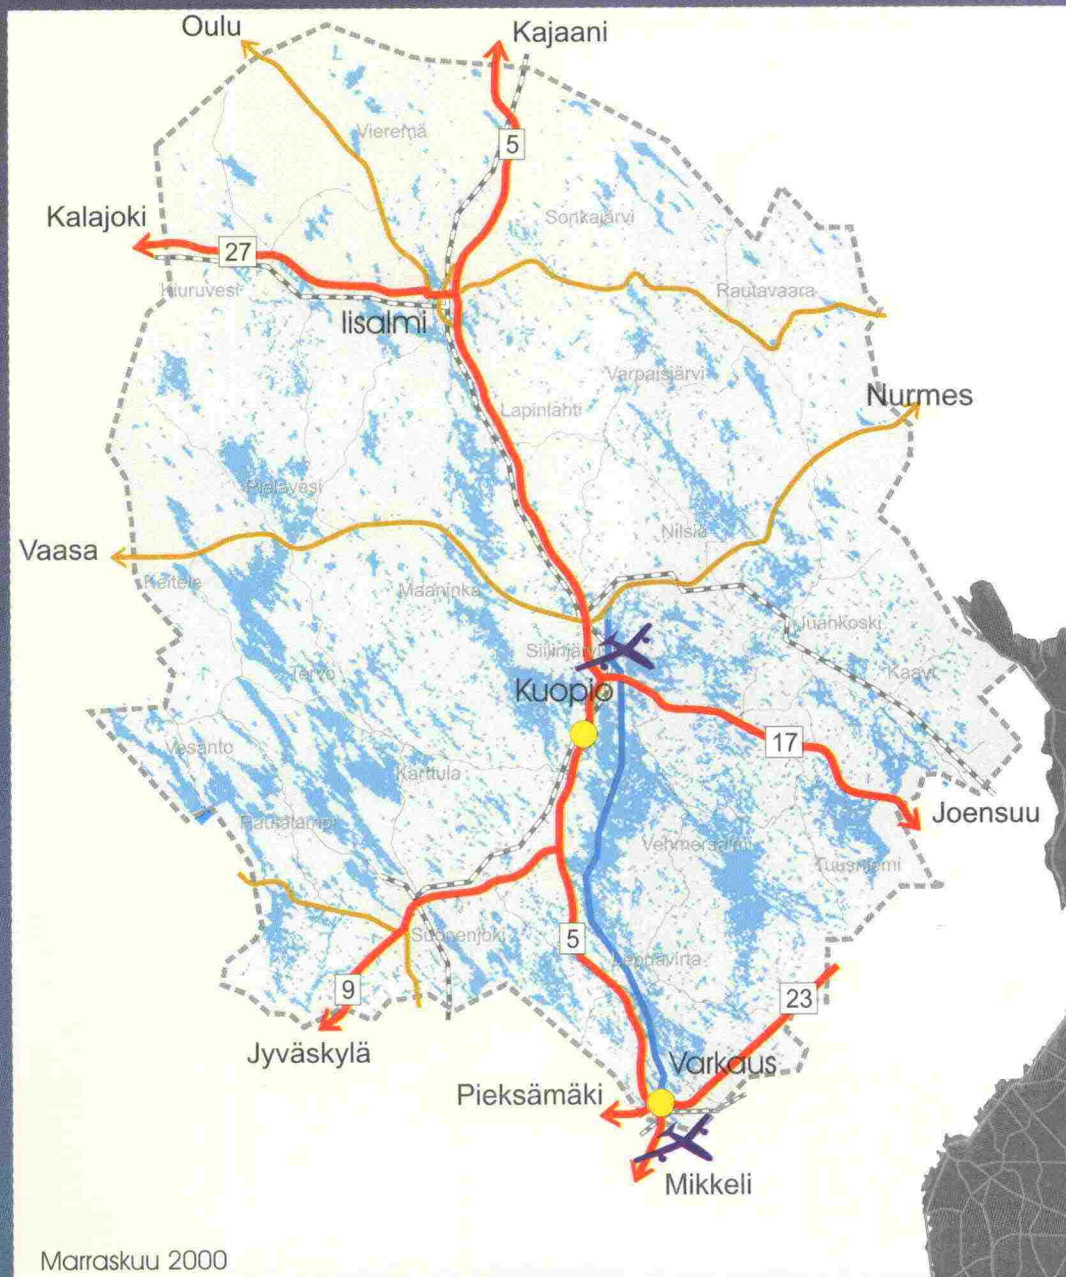 Oulu
Kajaani
Vieremä
5
Kalajoki
Sonkajärvi
27
Kiuruvesi
Rautavaara
Iisalmi
Varpaisjärvi
Nurmes
Lapinlahti
Pielavesi
Nilsiä
Vaasa
Keitele
Maaninka
Juankoski
Siilinjärvi
Kaavi
Tervo
Kuopio
Vesanto
17
Karttula
Joensuu
Rautalampi
Vehmersalmi
Tuusniemi
Suonenjoki
5
Leppävirta
9
23
Jyväskylä
Varkaus
Pieksämäki
Mikkeli
Marraskuu 2000